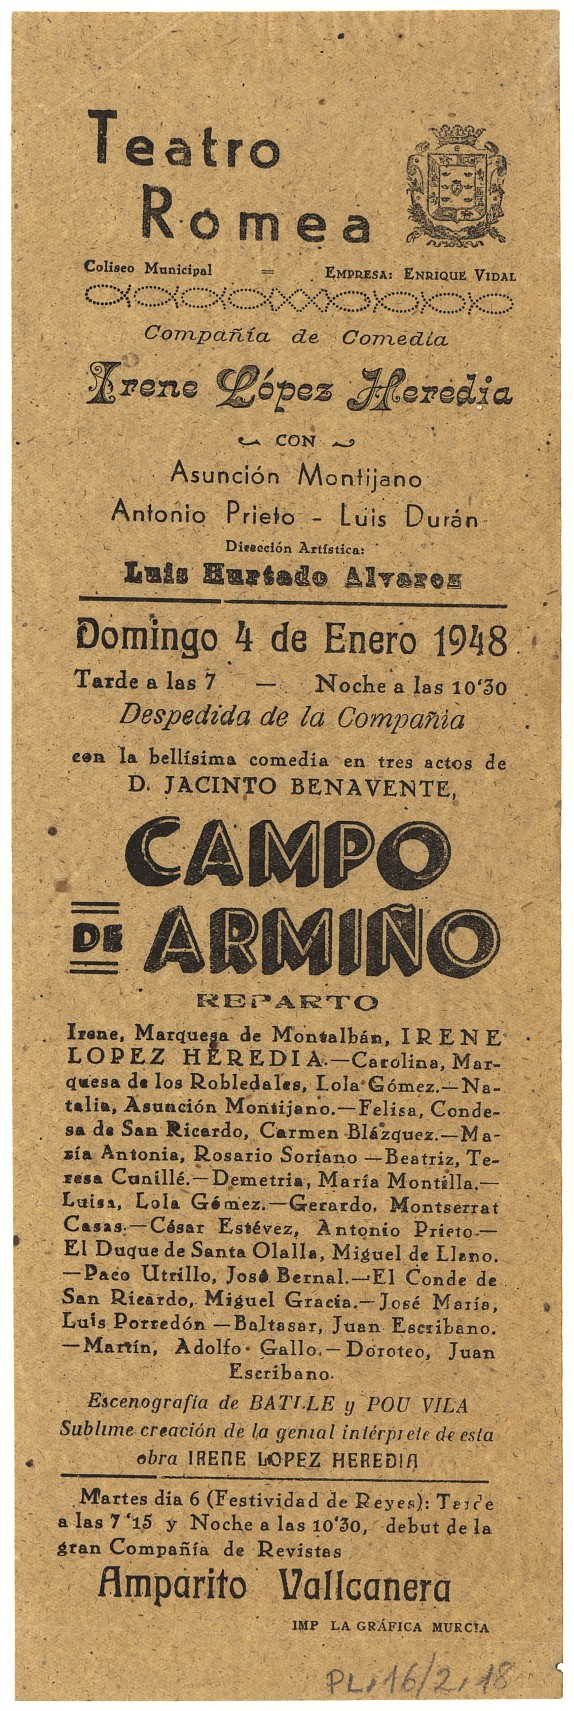 Teatro
Romea
Coliseo Municipal = EMPRESA: ENRIQUE VIDAL
Compañía de Comedia
Irene López Heredia
CON
Asunción Montijano
Antonio Prieto - Luis Durán
Dirección Artística:
Luis Hurtado Alvarez
Domingo 4 de Enero 1948
Tarde a las 7 — Noche a las 10'30
Despedida de la Compañía
con la bellísima comedia en tres actos de
D. JACINTO BENAVENTE,
CAMPO
DE ARMIÑO
REPARTO
Irene, Marquesa de Montalbán, IRENE
LOPEZ HEREDIA.—Carolina, Mar-
quesa de los Robledales, Lola Gómez.—Na-
talia, Asunción Montijano.—Felisa, Conde-
sa de San Ricardo, Carmen Blázquez.—Ma-
ría Antonia, Rosario Soriano—Beatriz, Te-
resa Cunillé.—Demetria, María Montilla.—
Luisa, Lola Gómez.—Gerardo, Montserrat
Casas.—César Estévez, Antonio Prieto.—
El Duque de Santa Olalla, Miguel de Llano.
—Paco Utrillo, José Bernal.—El Conde de
San Ricardo, Miguel Gracia.—José María,
Luis Porredón—Baltasar, Juan Escribano.
—Martín, Adolfo Gallo.—Doroteo, Juan
Escribano.
Escenografía de BATLLE y POU VILA
Sublime creación de la genial intérprete de esta
obra IRENE LOPEZ HEREDIA
Martes dia 6 (Festividad de Reyes): Tarde
a las 7'15 y Noche a las 10'30, debut de la
gran Compañía de Revistas
Amparito Vallcanera
IMP LA GRÁFICA MURCIA
PL, 16/2, 18